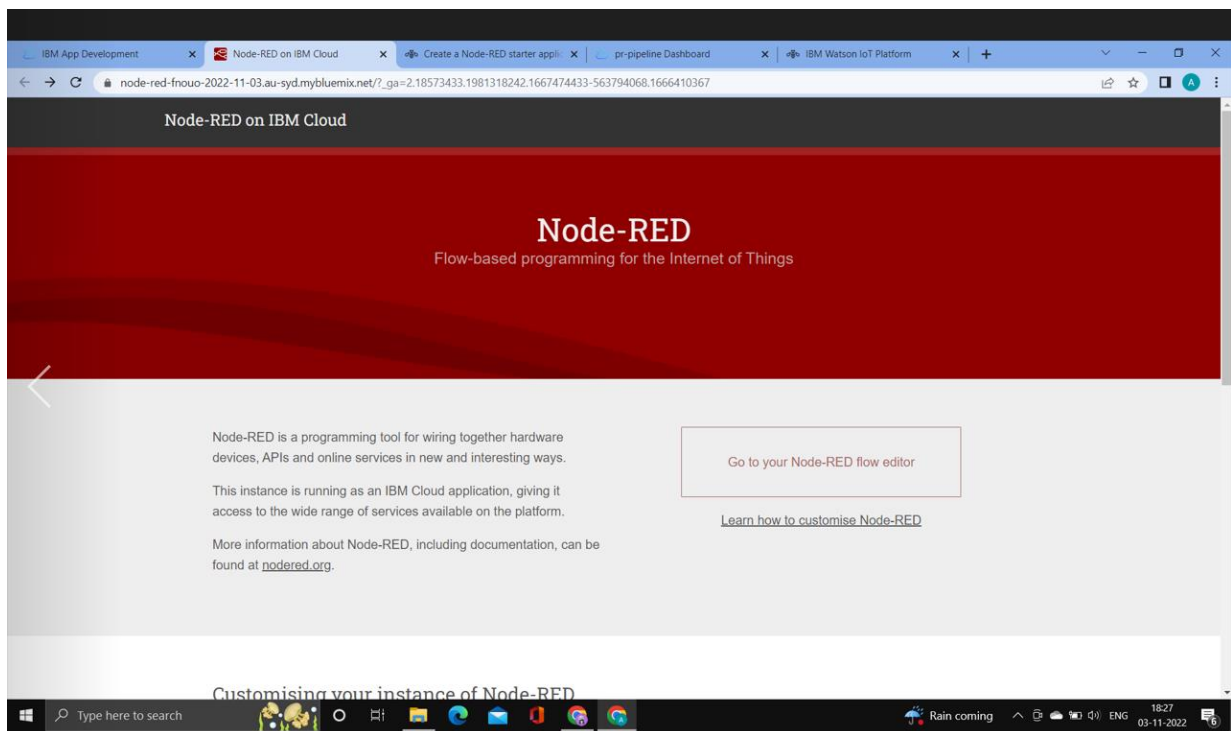 IBM App Development
Node-RED on IBM Cloud
Create a Node-RED starter applic
pr-pipeline Dashboard
IBM Watson IoT Platform
node-red-fnouo-2022-11-03.au-syd.mybluemix.net/?_ga=2.18573433.1981318242.1667474433-563794068.1666410367
A
Node-RED on IBM Cloud
Node-RED
Flow-based programming for the Internet of Things
Node-RED is a programming tool for wiring together hardware
devices, APIs and online services in new and interesting ways.
This instance is running as an IBM Cloud application, giving it
access to the wide range of services available on the platform.
More information about Node-RED, including documentation, can be
found at nodered.org.
Go to your Node-RED flow editor
Learn how to customise Node-RED
Customising your instance of Node-RED
Type here to search
Rain coming
ENG
18:27
03-11-2022
6